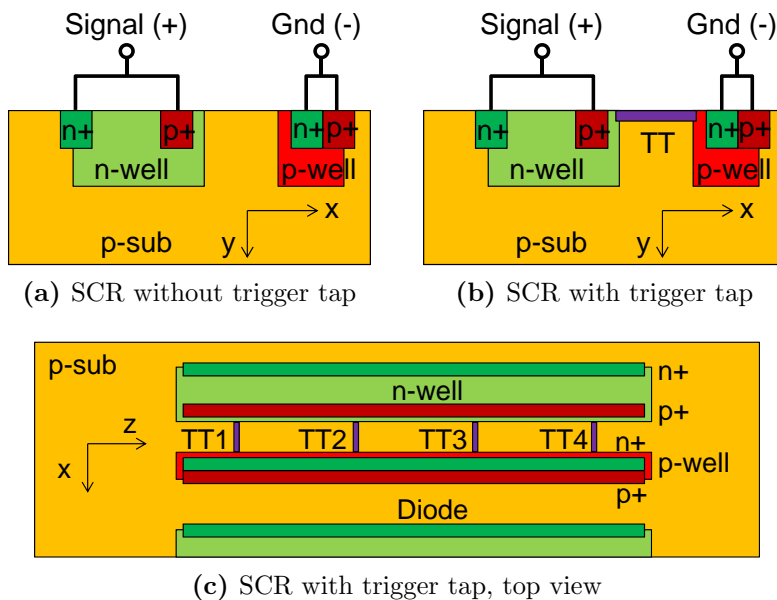 Signal (+) Gnd (-) Signal (+) Gnd (-)
n+ p+ n+ p+ n+ p+ n+ p+
TT
n-well p-well n-well p-well
x x
p-sub y p-sub y
(a) SCR without trigger tap (b) SCR with trigger tap
p-sub n+
n-well
p+
z TT1 TT2 TT3 TT4 n+
x p-well
p+
Diode
(c) SCR with trigger tap, top view